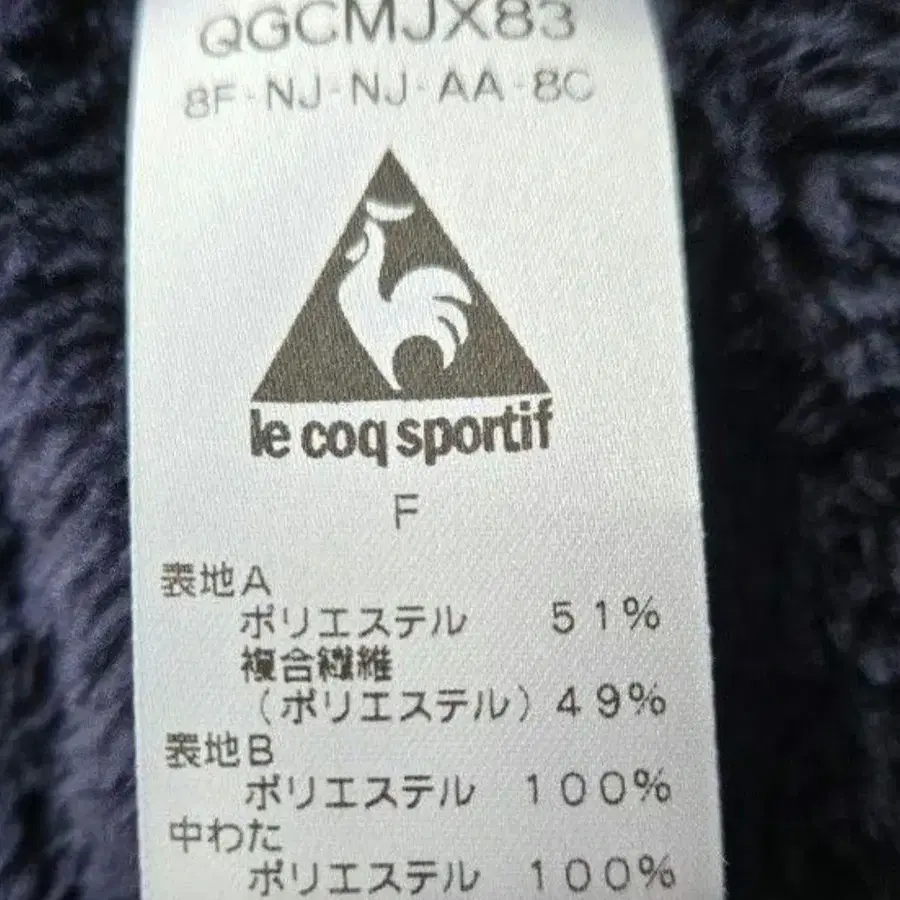 QGCMJX83
8F-NJ-NJ-AA-8C
le coq sportif
F
表地A
ポリエステル 51%
複合繊維
(ポリエステル) 49%
表地B
ポリエステル 100%
中わた
ポリエステル 100%